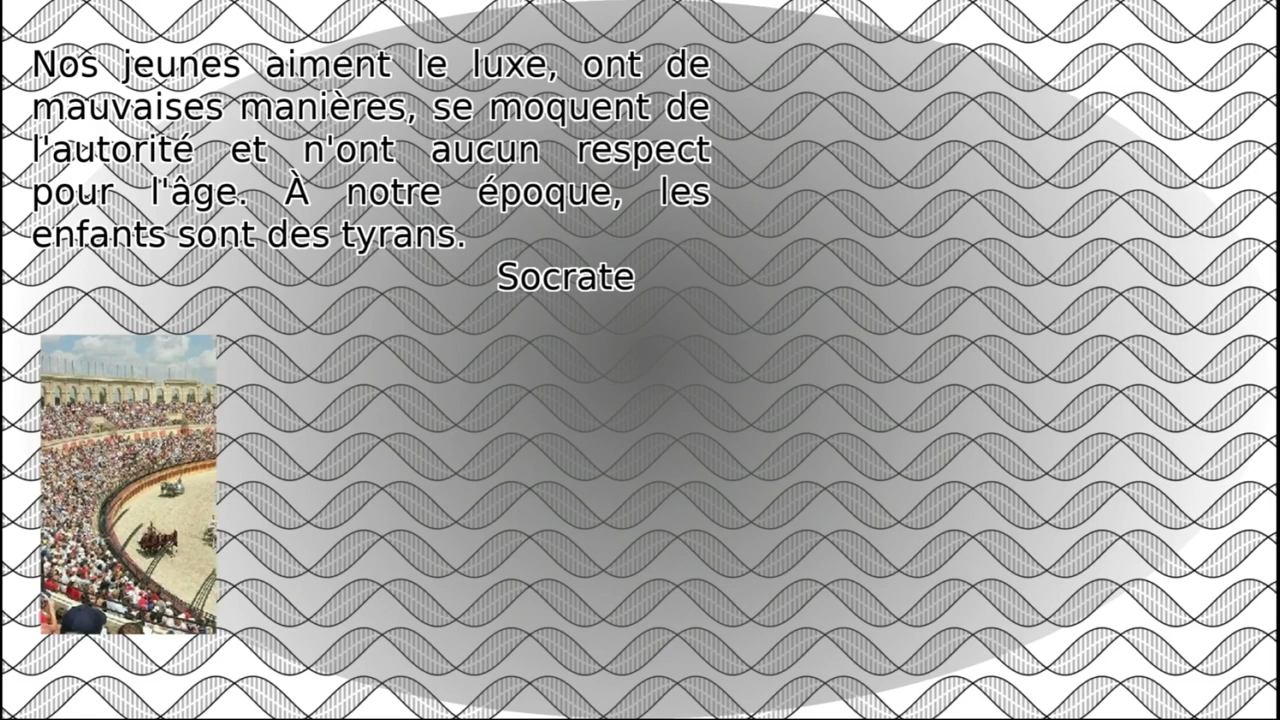 Nos jeunes aiment le luxe, ont de
mauvaises manières, se moquent de
l'autorité et n'ont aucun respect
pour l'âge. À notre époque, les
enfants sont des tyrans.
Socrate